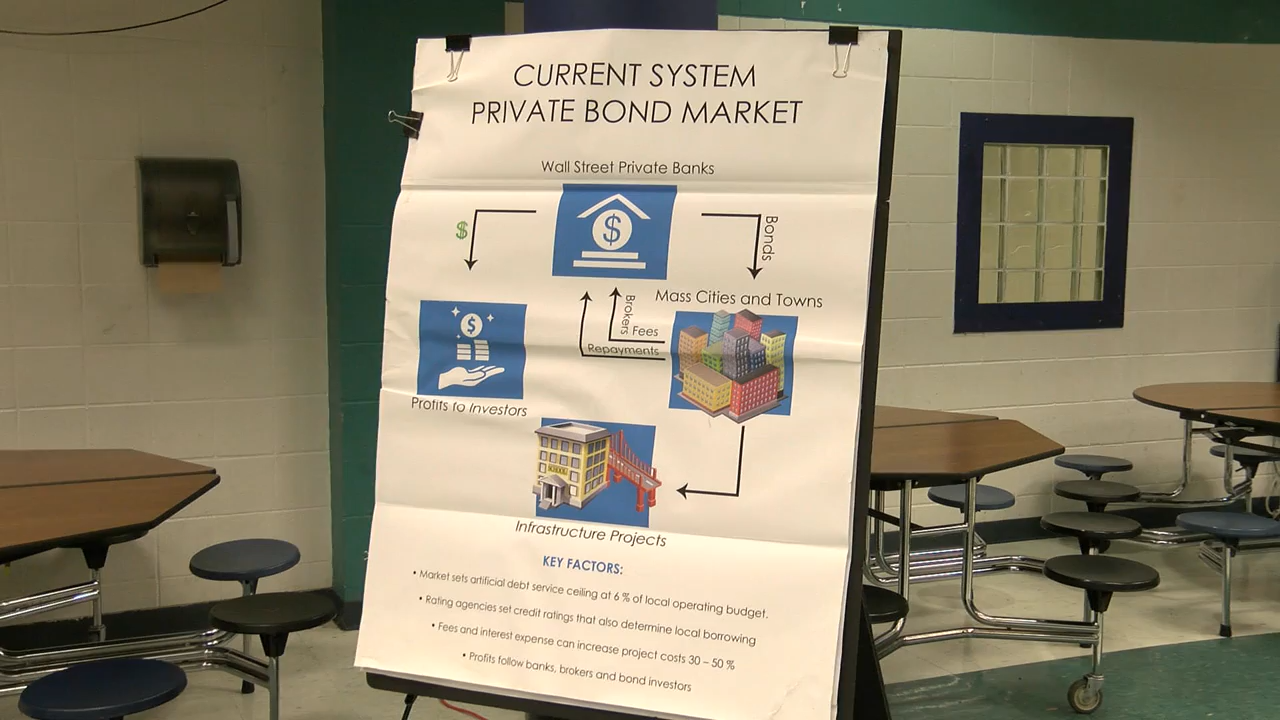 CURRENT SYSTEM
PRIVATE BOND MARKET
Wall Street Private Banks
$
$
Bonds
Mass Cities and Towns
$
Brokers
Fees
Repayments
Profits to Investors
SCHOOL
Infrastructure Projects
KEY FACTORS:
• Market sets artificial debt service ceiling at 6 % of local operating budget.
• Rating agencies set credit ratings that also determine local borrowing
• Fees and interest expense can increase project costs 30 – 50 %
• Profits follow banks, brokers and bond investors